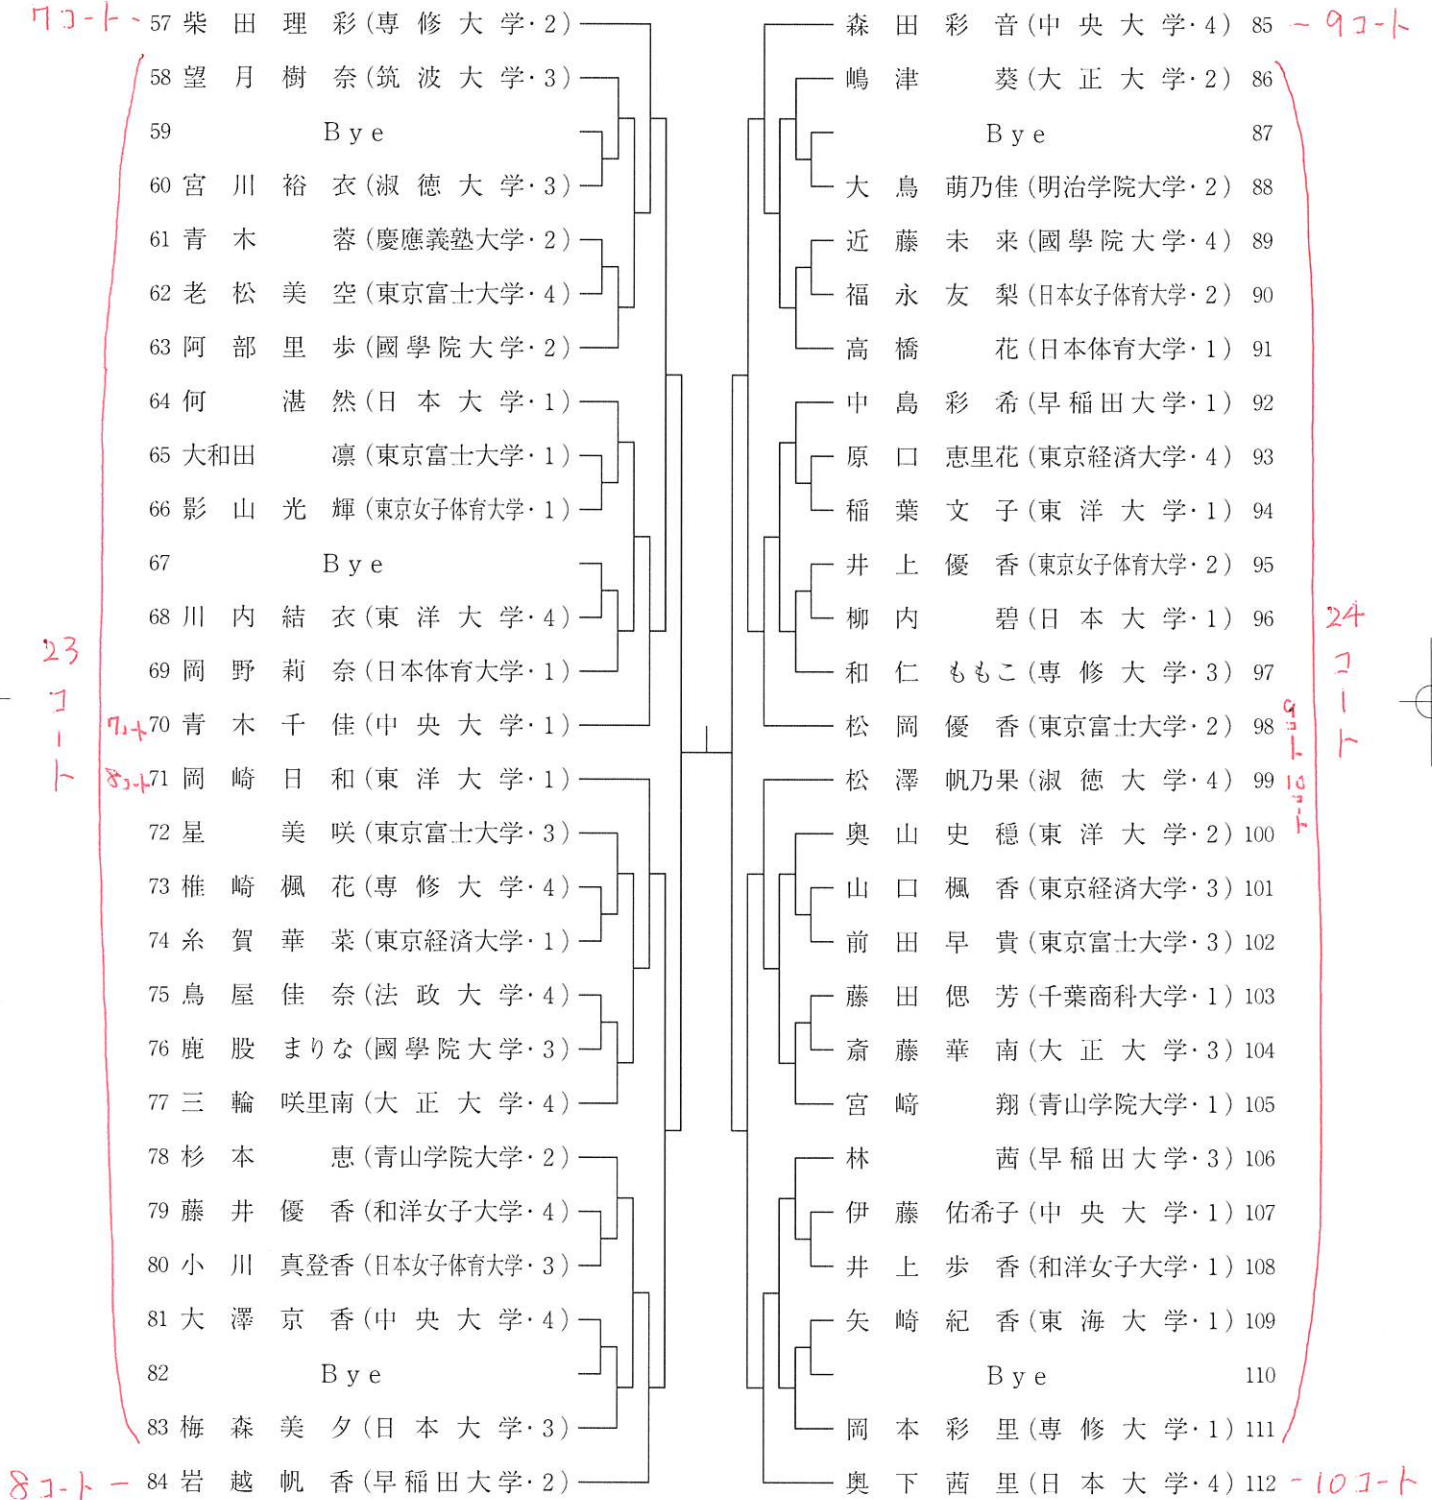 7コート - 57 柴田理彩(専修大学・2)
58 望月樹奈(筑波大学・3)
59 Bye
60 宮川裕衣(淑徳大学・3)
61 青木蓉(慶應義塾大学・2)
62 老松美空(東京富士大学・4)
63 阿部里歩(國學院大学・2)
64 何湛然(日本大学・1)
65 大和田凛(東京富士大学・1)
66 影山光輝(東京女子体育大学・1)
67 Bye
68 川内結衣(東洋大学・4)
69 岡野莉奈(日本体育大学・1)
7コート 70 青木千佳(中央大学・1)
8コート 71 岡崎日和(東洋大学・1)
72 星美咲(東京富士大学・3)
73 椎崎楓花(専修大学・4)
74 糸賀華菜(東京経済大学・1)
75 鳥屋佳奈(法政大学・4)
76 鹿股まりな(國學院大学・3)
77 三輪咲里南(大正大学・4)
78 杉本恵(青山学院大学・2)
79 藤井優香(和洋女子大学・4)
80 小川真登香(日本女子体育大学・3)
81 大澤京香(中央大学・4)
82 Bye
83 梅森美夕(日本大学・3)
8コート - 84 岩越帆香(早稲田大学・2)
23コート
森田彩音(中央大学・4) 85 - 9コート
嶋津葵(大正大学・2) 86
Bye 87
大鳥萌乃佳(明治学院大学・2) 88
近藤未来(國學院大学・4) 89
福永友梨(日本女子体育大学・2) 90
高橋花(日本体育大学・1) 91
中島彩希(早稲田大学・1) 92
原口恵里花(東京経済大学・4) 93
稲葉文子(東洋大学・1) 94
井上優香(東京女子体育大学・2) 95
柳内碧(日本大学・1) 96
和仁ももこ(専修大学・3) 97
松岡優香(東京富士大学・2) 98 9コート
松澤帆乃果(淑徳大学・4) 99 10コート
奥山史穏(東洋大学・2) 100
山口楓香(東京経済大学・3) 101
前田早貴(東京富士大学・3) 102
藤田偲芳(千葉商科大学・1) 103
斎藤華南(大正大学・3) 104
宮﨑翔(青山学院大学・1) 105
林茜(早稲田大学・3) 106
伊藤佑希子(中央大学・1) 107
井上歩香(和洋女子大学・1) 108
矢崎紀香(東海大学・1) 109
Bye 110
岡本彩里(専修大学・1) 111
奥下茜里(日本大学・4) 112 - 10コート
24コート